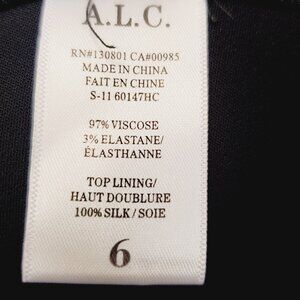 A.L.C.
RN#130801 CA#00985
MADE IN CHINA
FAIT EN CHINE
S-11 60147HC
97% VISCOSE
3% ELASTANE/
ÉLASTHANNE
TOP LINING/
HAUT DOUBLURE
100% SILK / SOIE
6